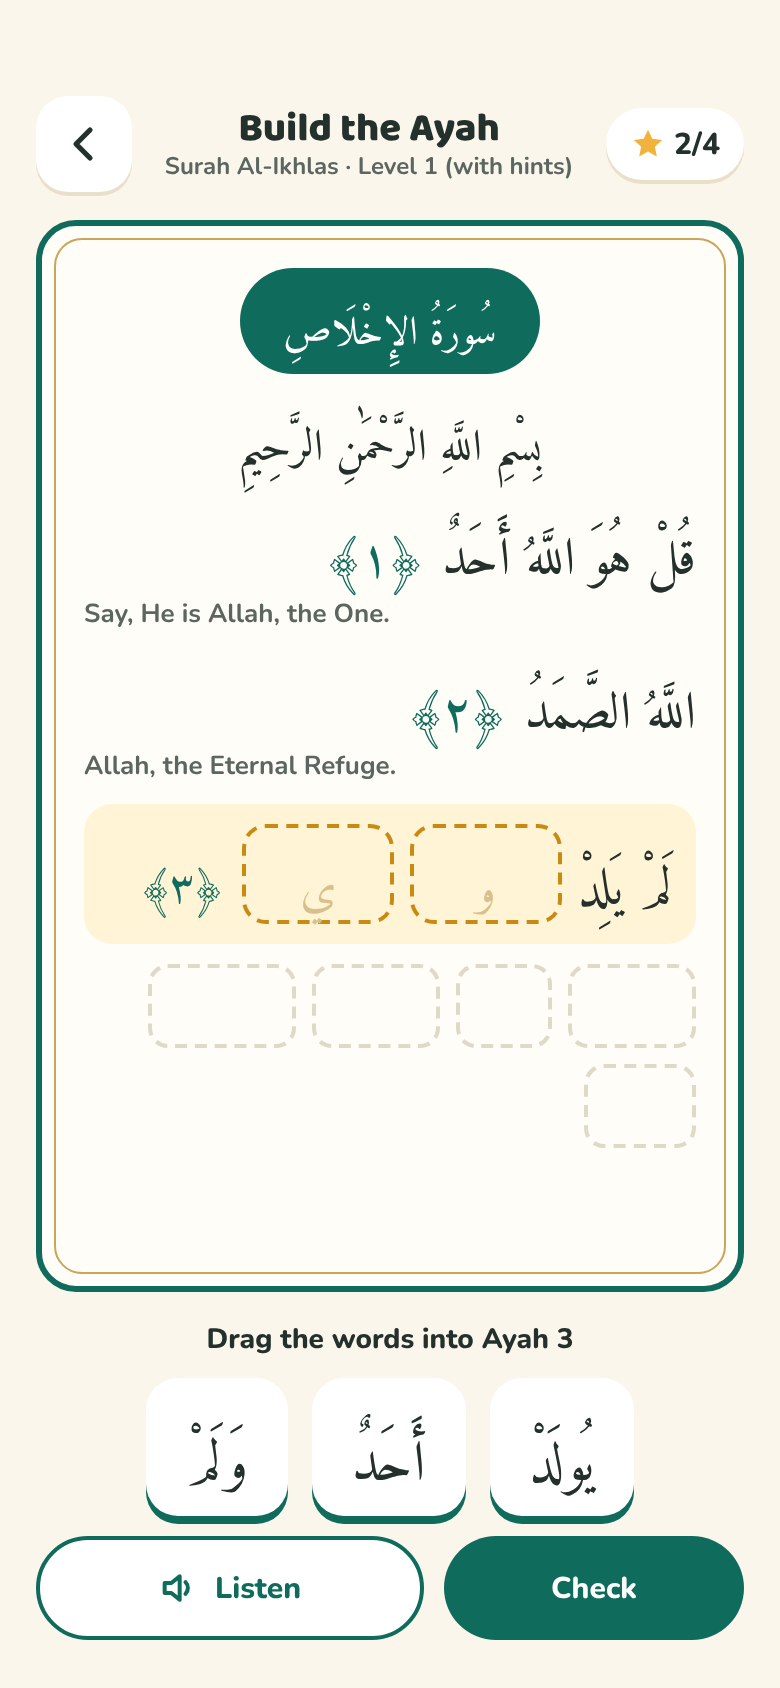 Build the Ayah
Surah Al-Ikhlas · Level 1 (with hints)
2/4
سُورَةُ الإِخْلَاصِ
بِسْمِ اللَّهِ الرَّحْمَٰنِ الرَّحِيمِ
قُلْ هُوَ اللَّهُ أَحَدٌ ﴿١﴾
Say, He is Allah, the One.
اللَّهُ الصَّمَدُ ﴿٢﴾
Allah, the Eternal Refuge.
لَمْ يَلِدْ و ي ﴿٣﴾
Drag the words into Ayah 3
يُولَدْ أَحَدٌ وَلَمْ
Listen
Check